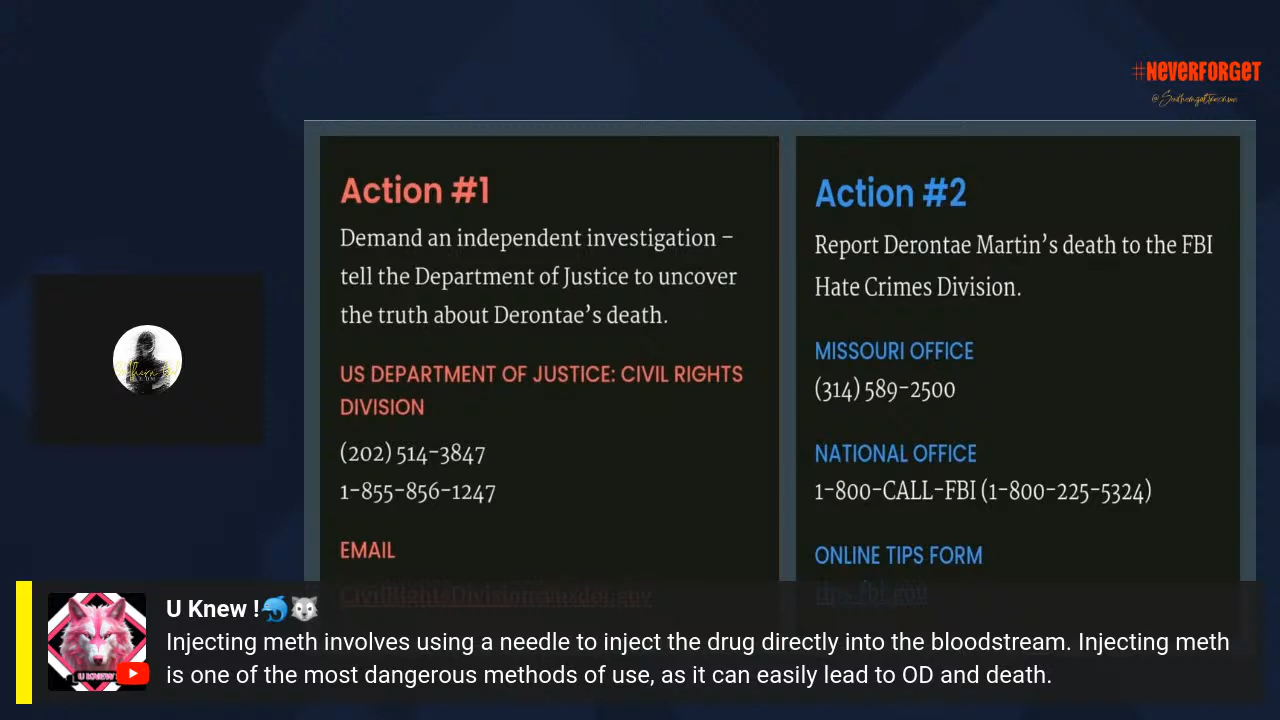 #NEVERFORGET
Action #1
Demand an independent investigation –
tell the Department of Justice to uncover
the truth about Derontae's death.
US DEPARTMENT OF JUSTICE: CIVIL RIGHTS
DIVISION
(202) 514-3847
1-855-856-1247
EMAIL
Action #2
Report Derontae Martin's death to the FBI
Hate Crimes Division.
MISSOURI OFFICE
(314) 589-2500
NATIONAL OFFICE
1-800-CALL-FBI (1-800-225-5324)
ONLINE TIPS FORM
tips.fbi.gov
U Knew !🐬🐺
Injecting meth involves using a needle to inject the drug directly into the bloodstream. Injecting meth
is one of the most dangerous methods of use, as it can easily lead to OD and death.
U KNEW